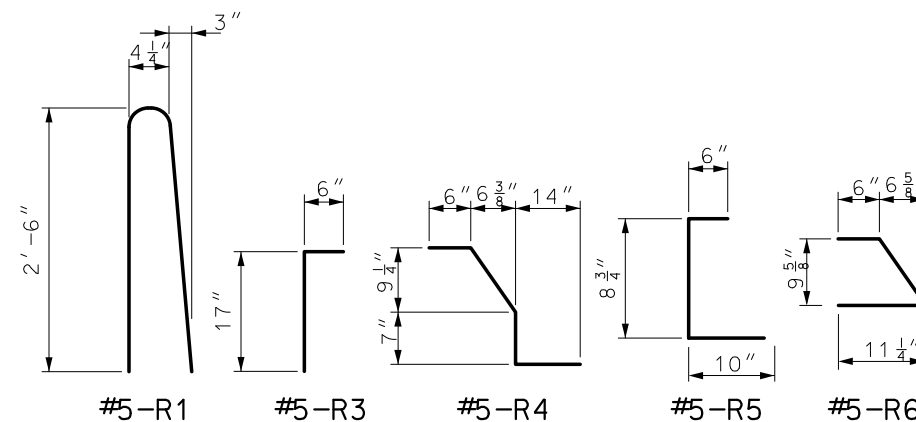 3"
4 1/4"
2'-6"
#5-R1
6"
17"
#5-R3
6" 6 3/8" 14"
9 1/4"
7"
#5-R4
6"
8 3/4"
10"
#5-R5
6" 6 5/8
9 5/8"
11 1/4"
#5-R6